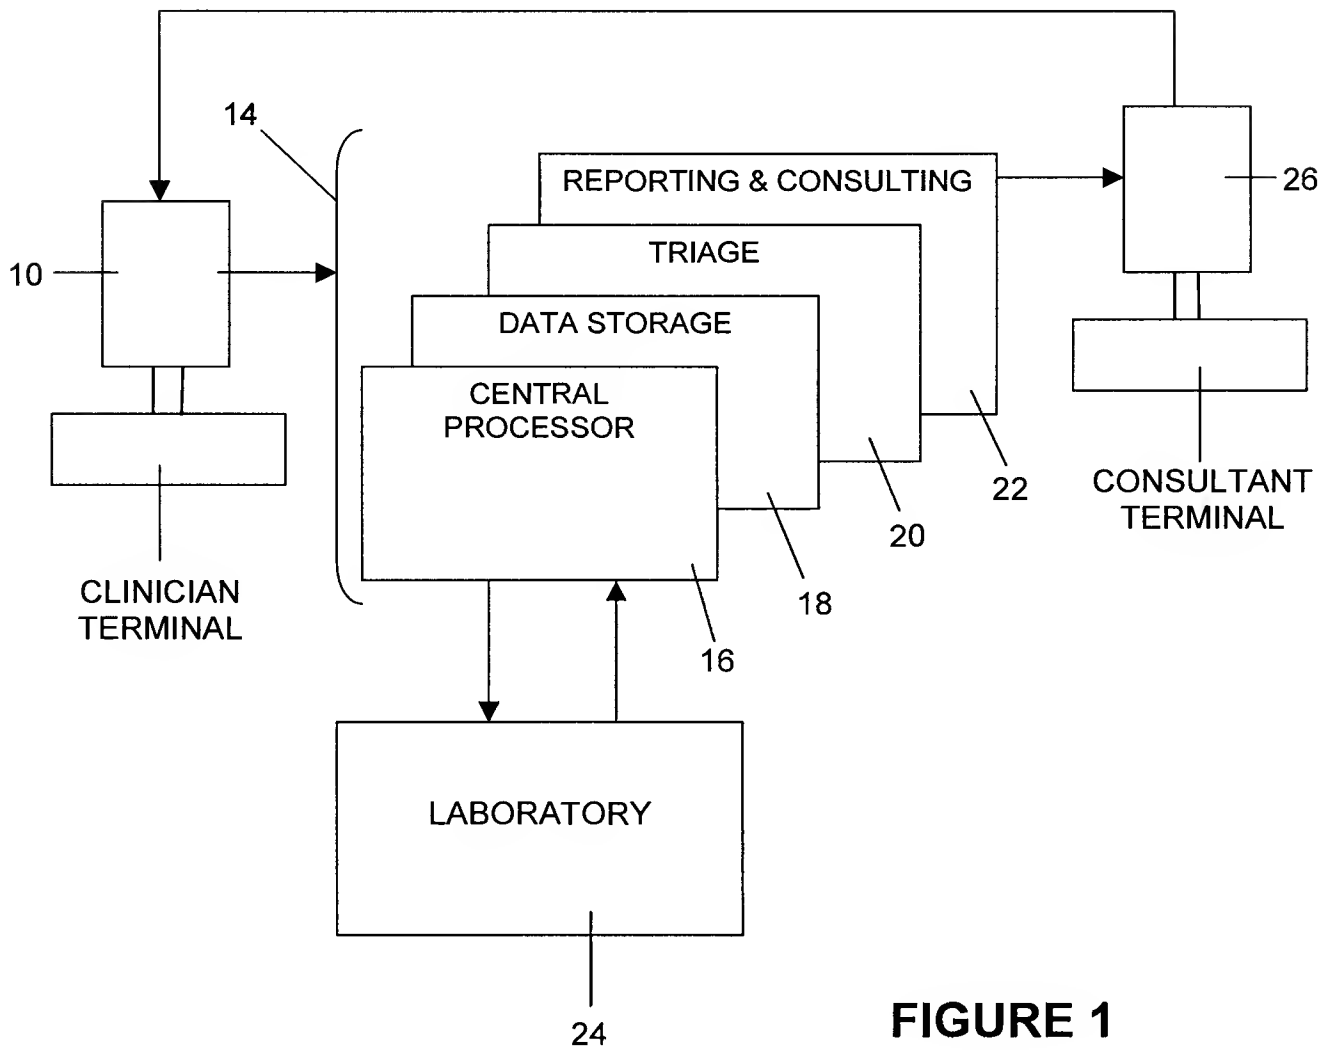 14
REPORTING & CONSULTING
26
TRIAGE
10
DATA STORAGE
CENTRAL
PROCESSOR
22
CONSULTANT
TERMINAL
20
18
CLINICIAN
TERMINAL
16
LABORATORY
24
FIGURE 1